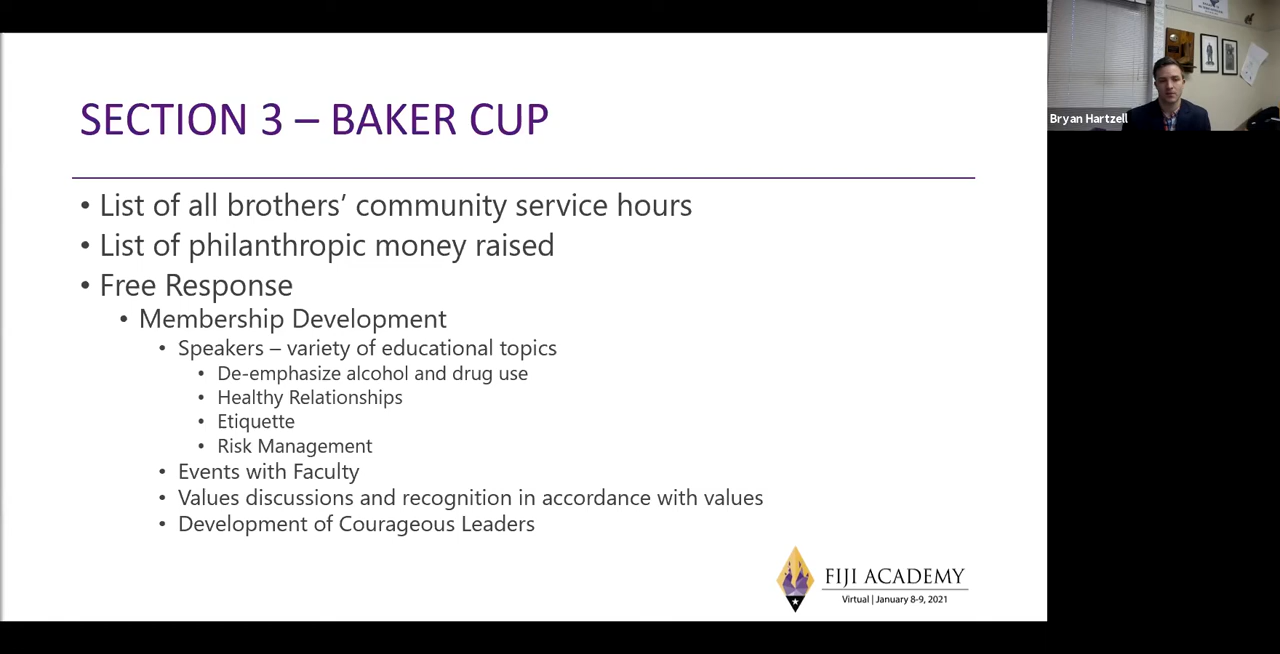 SECTION 3 – BAKER CUP
• List of all brothers’ community service hours
• List of philanthropic money raised
• Free Response
• Membership Development
• Speakers – variety of educational topics
• De-emphasize alcohol and drug use
• Healthy Relationships
• Etiquette
• Risk Management
• Events with Faculty
• Values discussions and recognition in accordance with values
• Development of Courageous Leaders
FIJI ACADEMY
Virtual | January 8-9, 2021
Bryan Hartzell